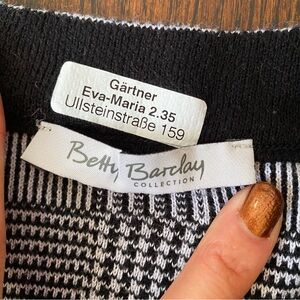 Gärtner
Eva-Maria 2.35
Ullsteinstraße 159
Betty Barclay
COLLECTION